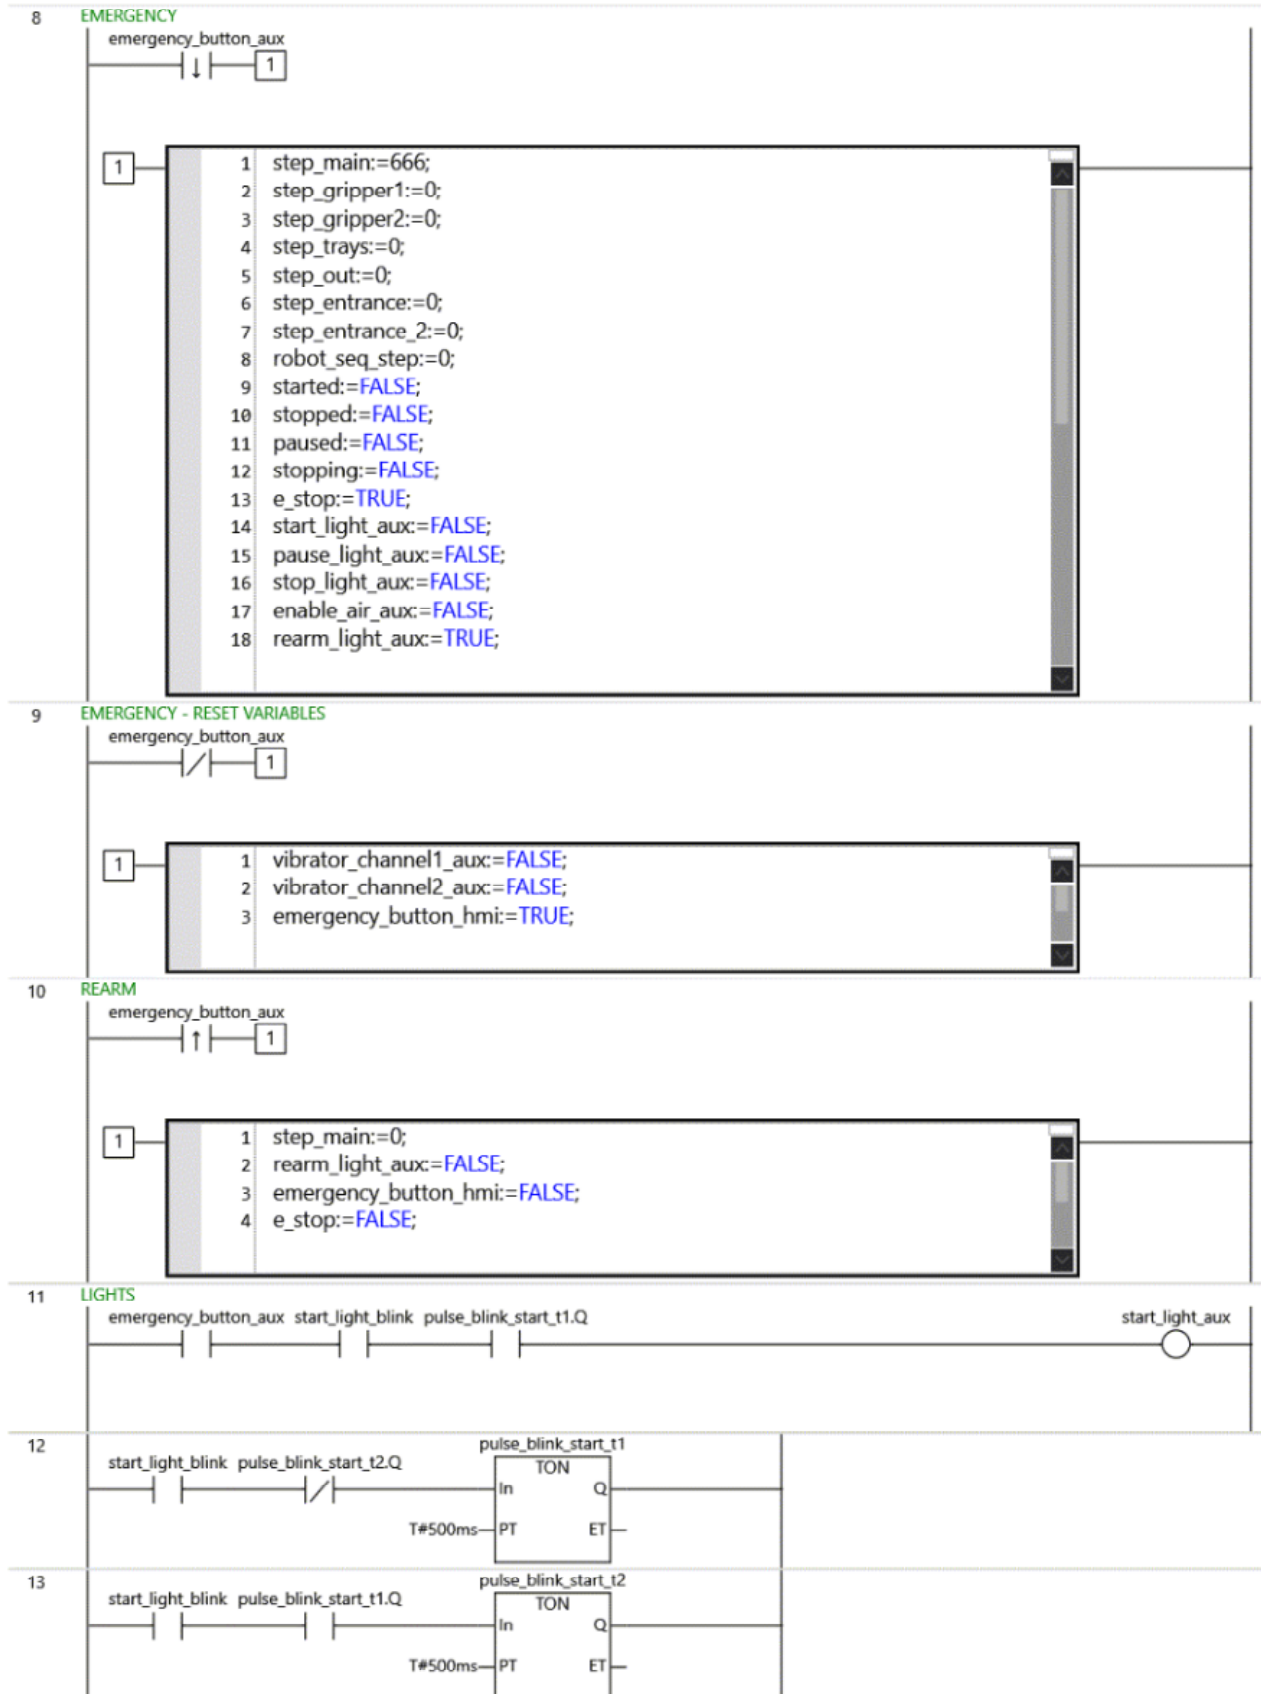 8 EMERGENCY
emergency_button_aux
1
1
1 step_main:=666;
2 step_gripper1:=0;
3 step_gripper2:=0;
4 step_trays:=0;
5 step_out:=0;
6 step_entrance:=0;
7 step_entrance_2:=0;
8 robot_seq_step:=0;
9 started:=FALSE;
10 stopped:=FALSE;
11 paused:=FALSE;
12 stopping:=FALSE;
13 e_stop:=TRUE;
14 start_light_aux:=FALSE;
15 pause_light_aux:=FALSE;
16 stop_light_aux:=FALSE;
17 enable_air_aux:=FALSE;
18 rearm_light_aux:=TRUE;
9 EMERGENCY - RESET VARIABLES
emergency_button_aux
1
1
1 vibrator_channel1_aux:=FALSE;
2 vibrator_channel2_aux:=FALSE;
3 emergency_button_hmi:=TRUE;
10 REARM
emergency_button_aux
1
1
1 step_main:=0;
2 rearm_light_aux:=FALSE;
3 emergency_button_hmi:=FALSE;
4 e_stop:=FALSE;
11 LIGHTS
emergency_button_aux start_light_blink pulse_blink_start_t1.Q start_light_aux
12 pulse_blink_start_t1
start_light_blink pulse_blink_start_t2.Q TON
In Q
T#500ms PT ET
13 pulse_blink_start_t2
start_light_blink pulse_blink_start_t1.Q TON
In Q
T#500ms PT ET